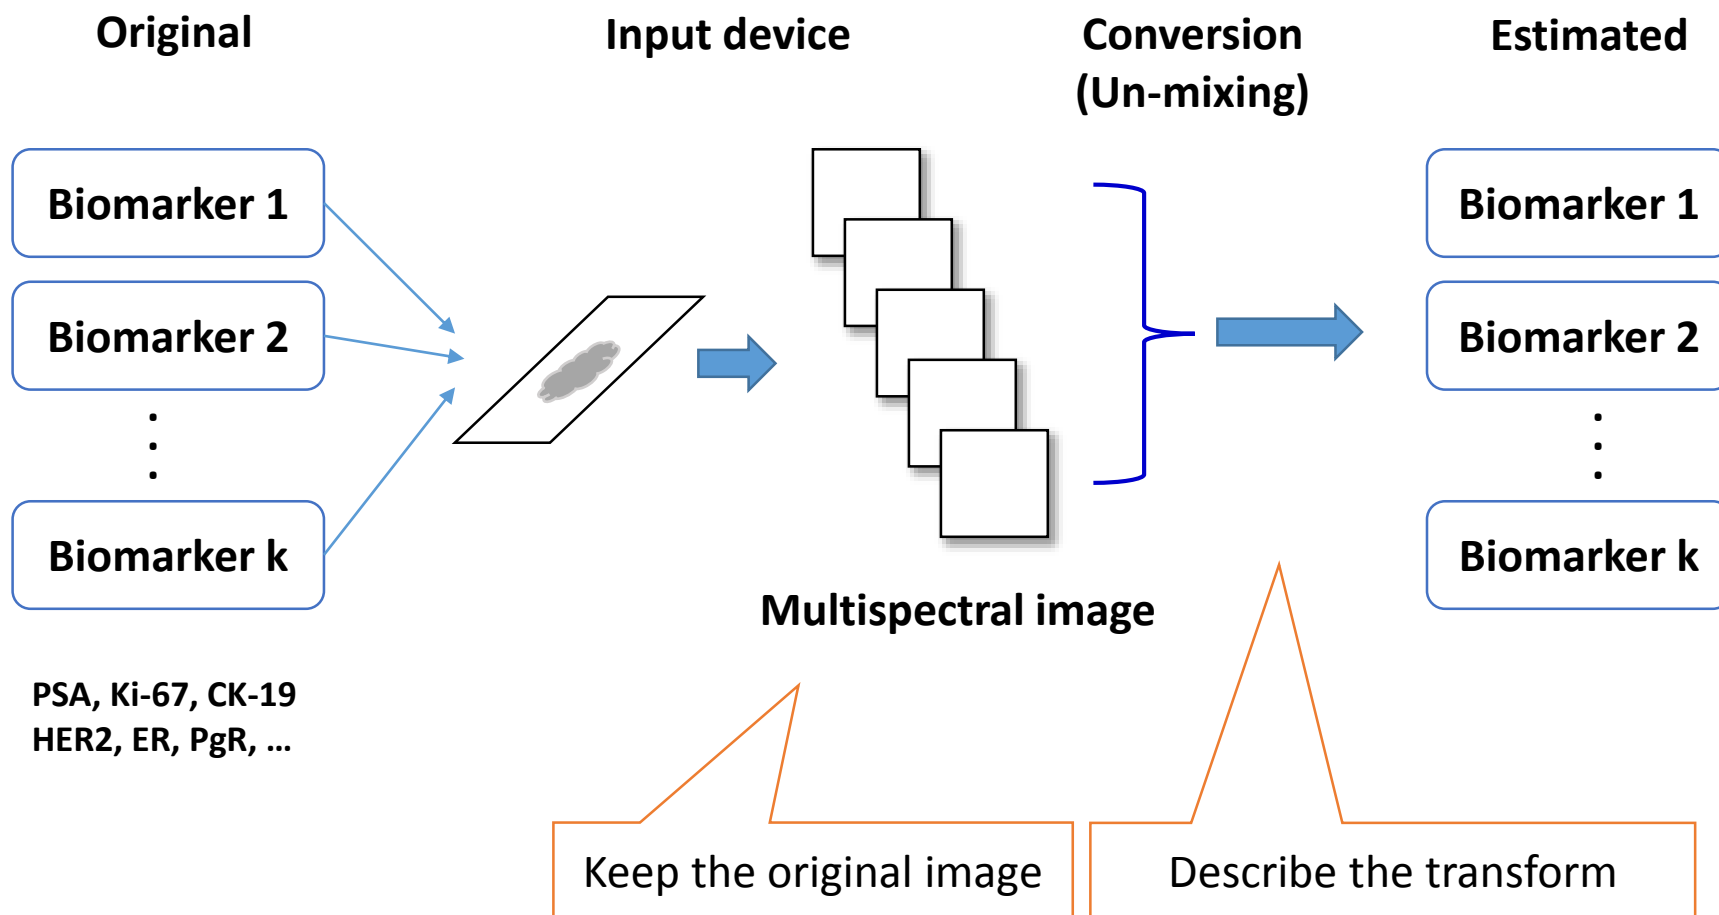 Original
Input device
Conversion
(Un-mixing)
Estimated
Biomarker 1
Biomarker 2
.
.
.
Biomarker k
PSA, Ki-67, CK-19
HER2, ER, PgR, ...
Multispectral image
Biomarker 1
Biomarker 2
.
.
.
Biomarker k
Keep the original image
Describe the transform